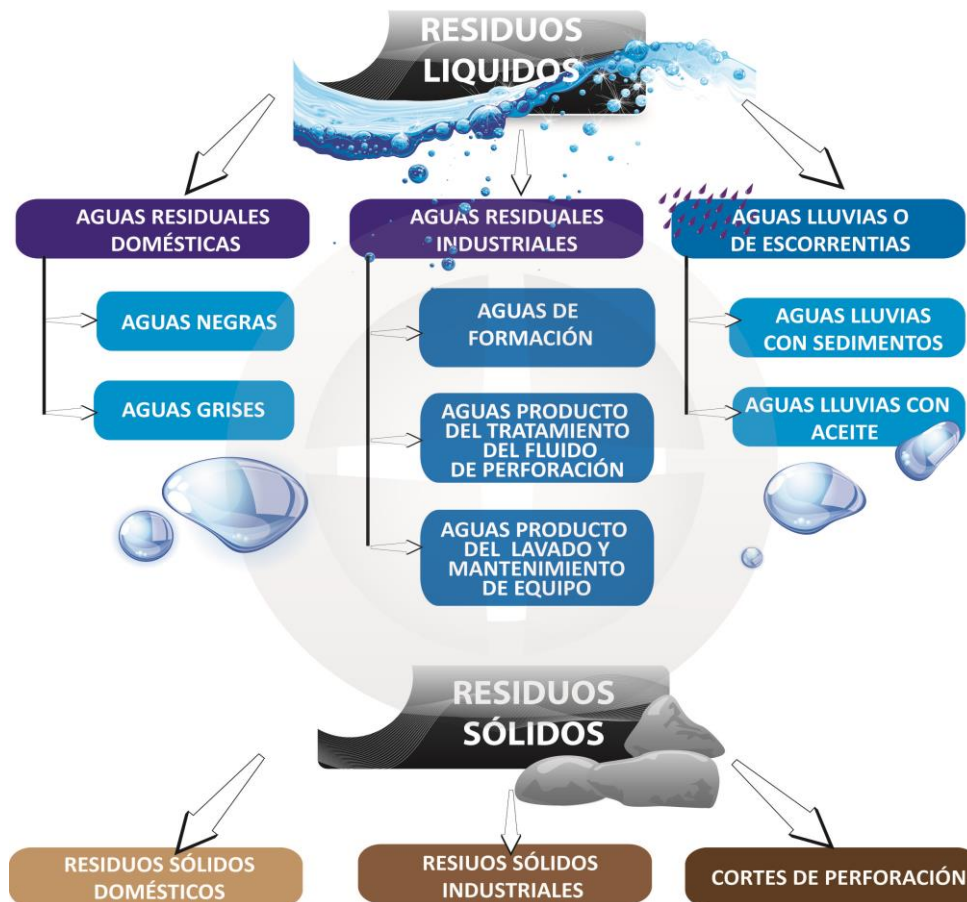 RESIDUOS
LIQUIDOS
AGUAS RESIDUALES
DOMÉSTICAS
AGUAS NEGRAS
AGUAS GRISES
AGUAS RESIDUALES
INDUSTRIALES
AGUAS DE
FORMACIÓN
AGUAS PRODUCTO
DEL TRATAMIENTO
DEL FLUIDO
DE PERFORACIÓN
AGUAS PRODUCTO
DEL LAVADO Y
MANTENIMIENTO
DE EQUIPO
AGUAS LLUVIAS O
DE ESCORRENTIAS
AGUAS LLUVIAS
CON SEDIMENTOS
AGUAS LLUVIAS CON
ACEITE
RESIDUOS
SÓLIDOS
RESIDUOS SÓLIDOS
DOMÉSTICOS
RESIUOS SÓLIDOS
INDUSTRIALES
CORTES DE PERFORACIÓN